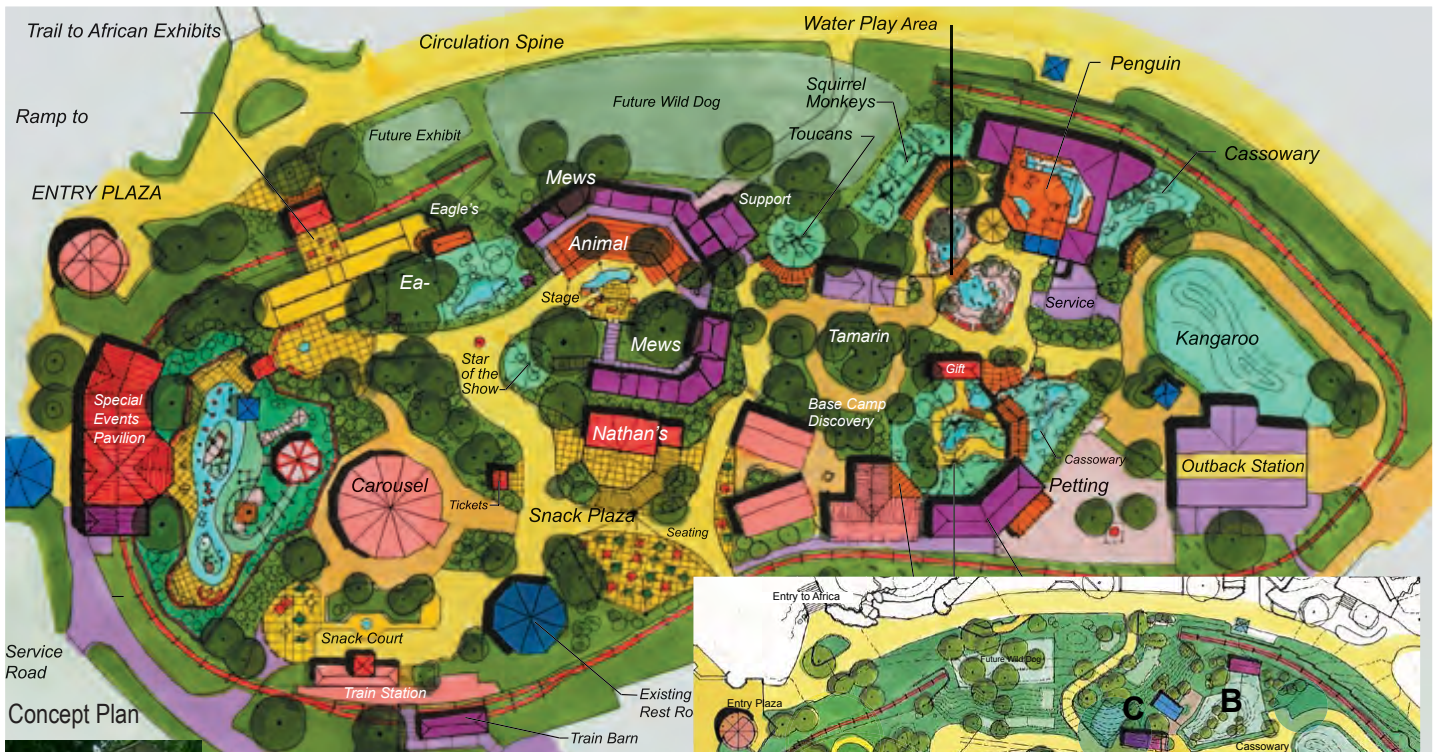 Trail to African Exhibits
Circulation Spine
Water Play Area
Penguin
Ramp to
Future Exhibit
Future Wild Dog
Squirrel
Monkeys
Toucans
Cassowary
ENTRY PLAZA
Mews
Eagle's
Support
Animal
Ea-
Stage
Service
Mews
Tamarin
Kangaroo
Star
of the
Show
Gift
Special
Events
Pavilion
Base Camp
Discovery
Nathan's
Cassowary
Outback Station
Carousel
Tickets
Petting
Snack Plaza
Seating
Snack Court
Service
Road
Train Station
Existing
Rest Ro
Concept Plan
Train Barn
Entry to Africa
Future Wild Dog
Entry Plaza
C
B
Cassowary